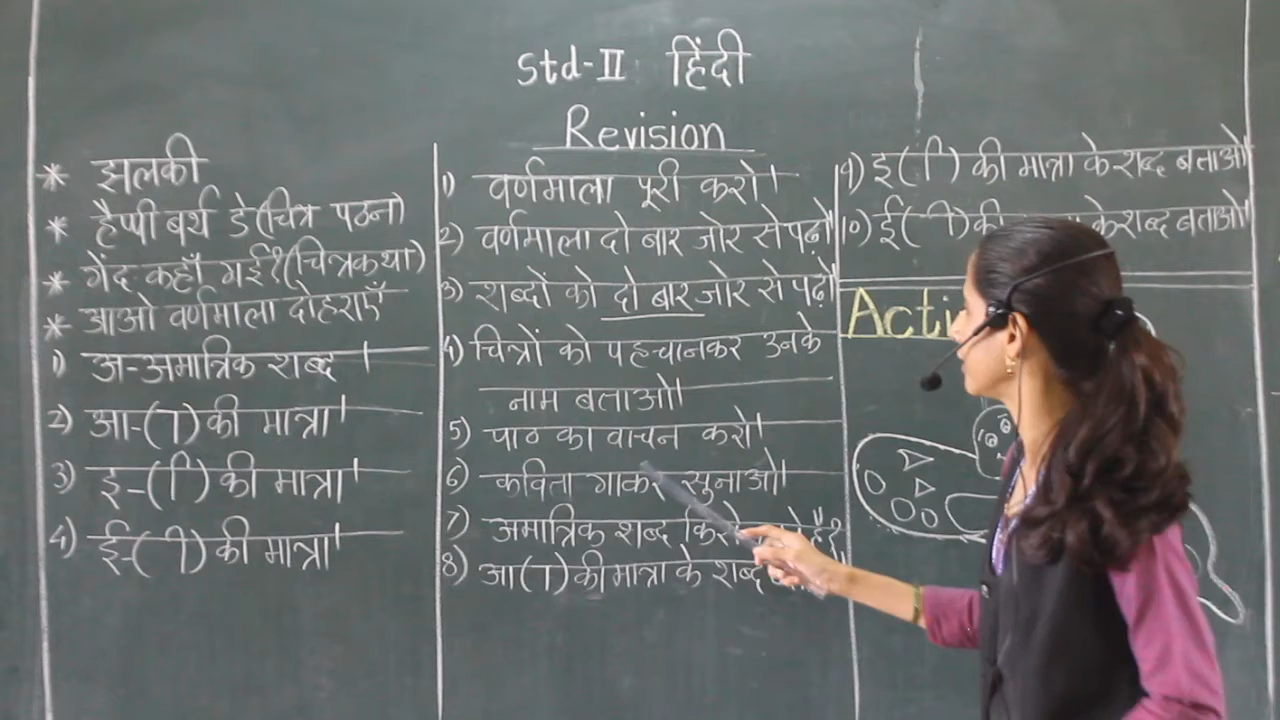 Std-II हिंदी
Revision
* झलकी
* हैप्पी बर्थ डे (चित्र पठन)
* गेंद कहाँ गई? (चित्रकथा)
* आओ वर्णमाला दोहराएँ
1) अ-अमात्रिक शब्द ।
2) आ-(ा) की मात्रा।
3) इ-(ि) की मात्रा।
4) ई-(ी) की मात्रा।
1) वर्णमाला पूरी करो।
2) वर्णमाला दो बार जोर से पढ़ो।
3) शब्दों को दो बार जोर से पढ़ो।
4) चित्रों को पहचानकर उनके
नाम बताओ।
5) पाठ का वाचन करो।
6) कविता गाकर सुनाओ।
7) अमात्रिक शब्द है?
8) आ (ा) की मात्रा के शब्द
9) इ (ि) की मात्रा के शब्द बताओ।
10) ई (ी) की के शब्द बताओ।